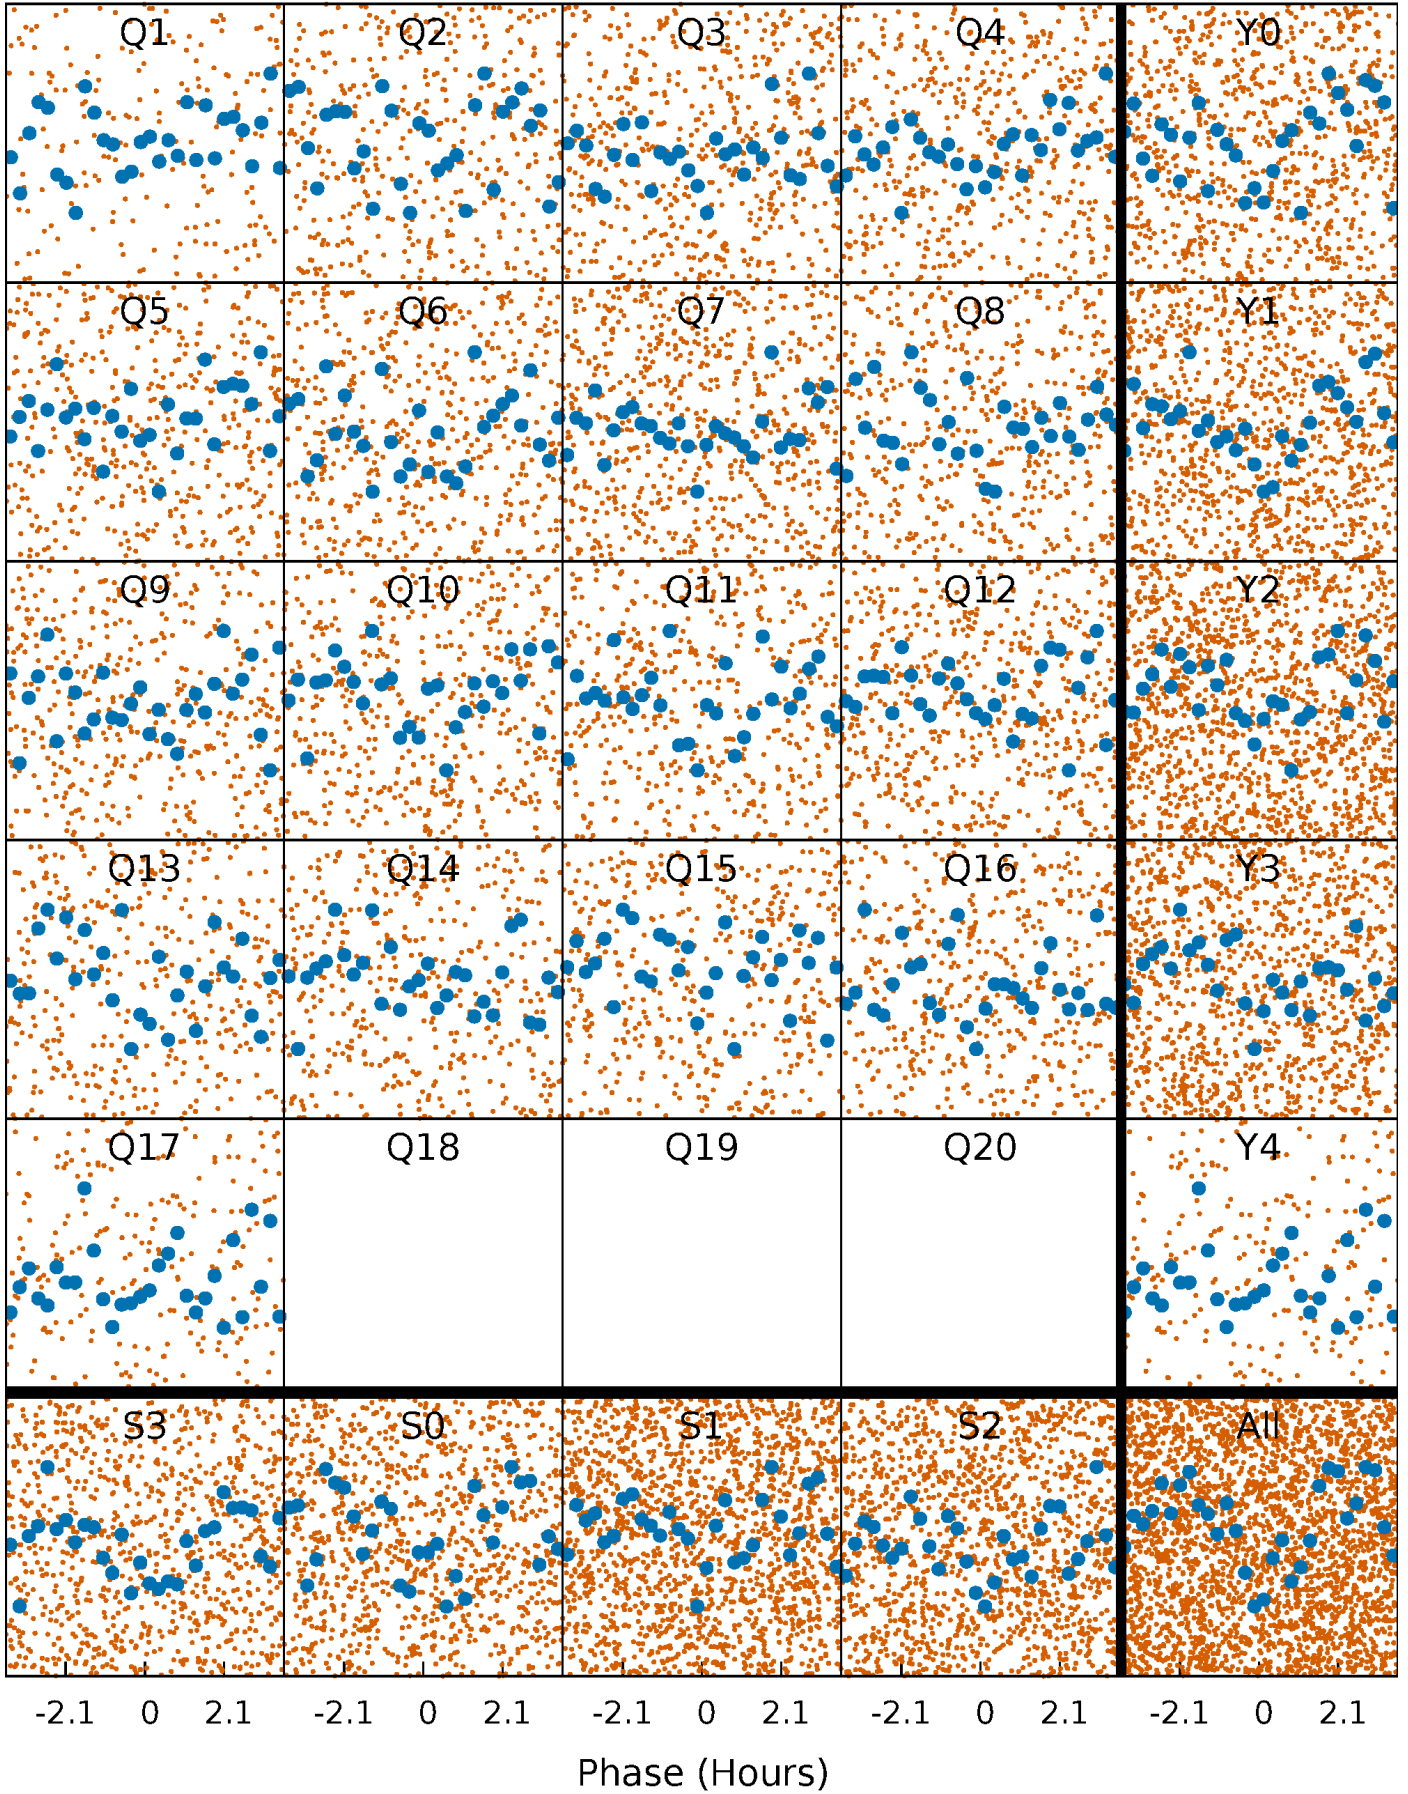 Q1 Q2 Q3 Q4 Y0
Q5 Q6 Q7 Q8 Y1
Q9 Q10 Q11 Q12 Y2
Q13 Q14 Q15 Q16 Y3
Q17 Q18 Q19 Q20 Y4
S3 S0 S1 S2 All
-2.1 0 2.1 -2.1 0 2.1 -2.1 0 2.1 -2.1 0 2.1 -2.1 0 2.1
Phase (Hours)